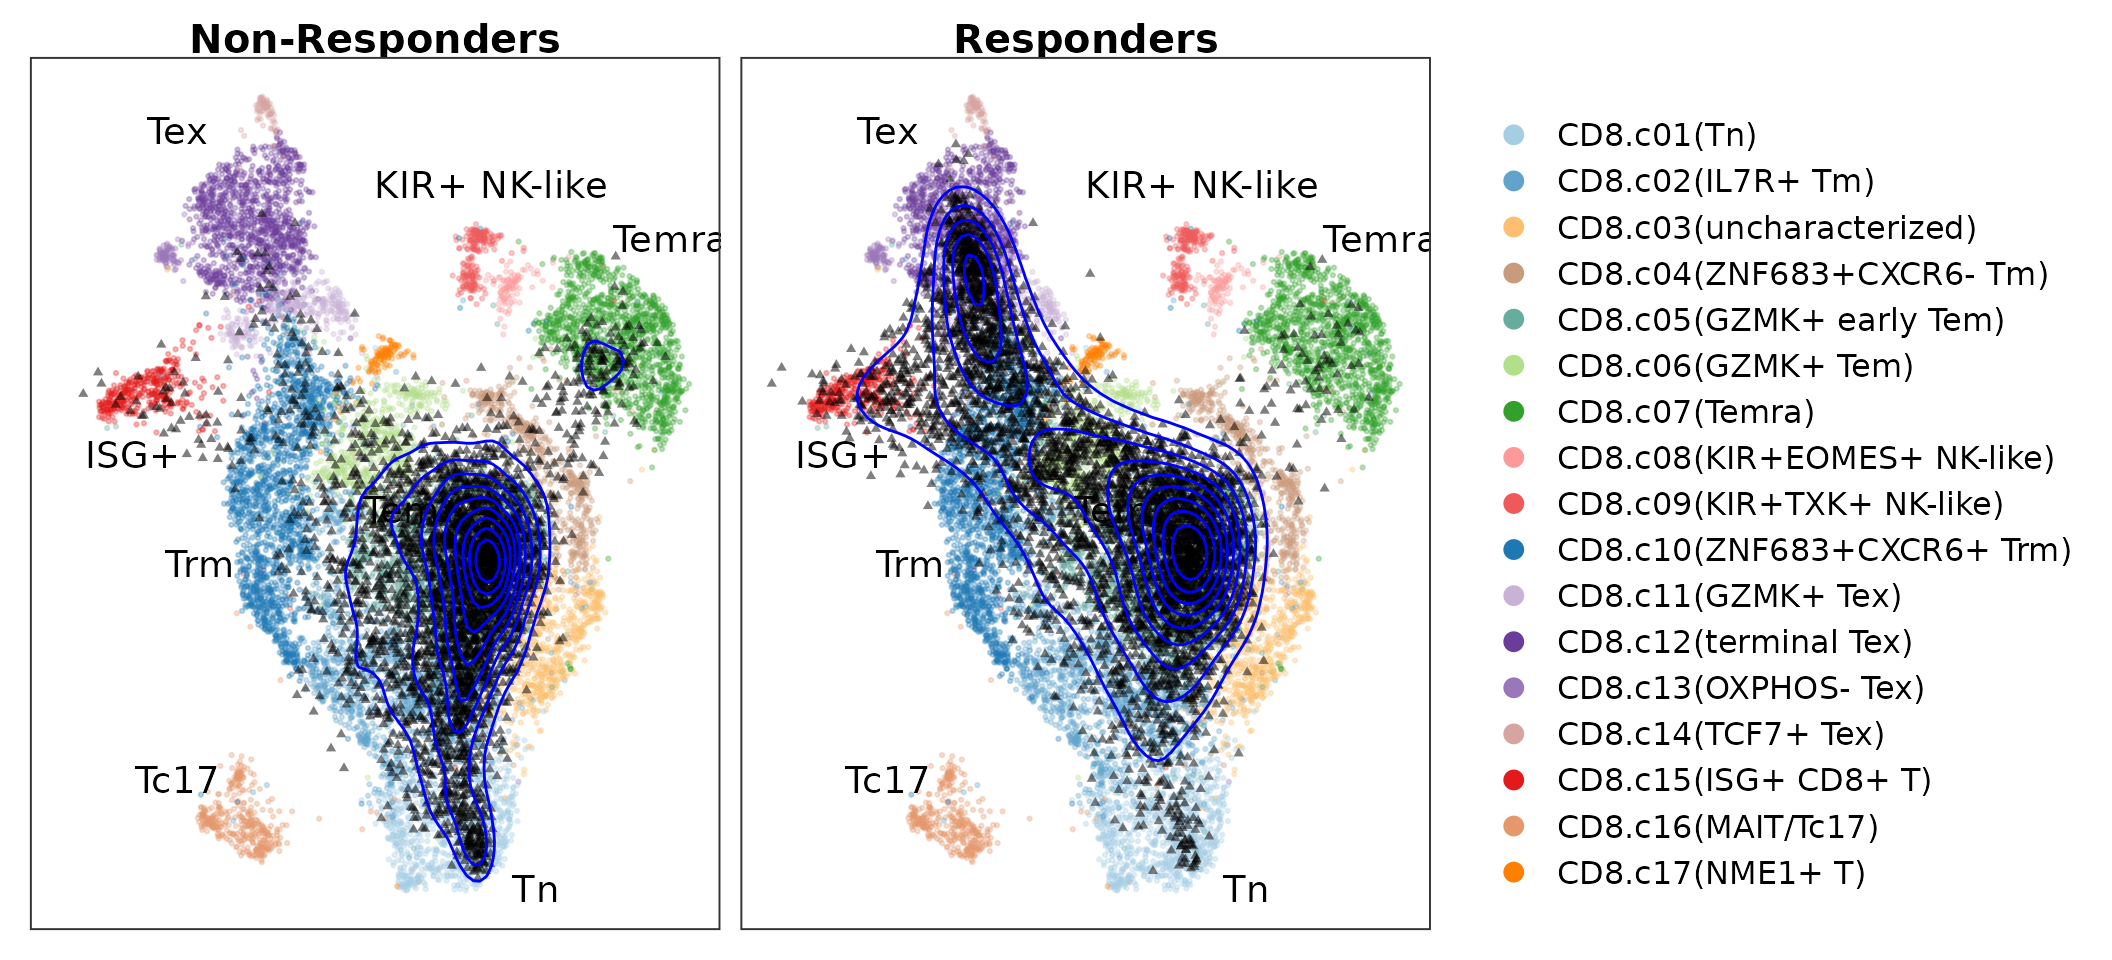 Non-Responders
Tex
KIR+ NK-like
Temra
ISG+
Tem
Trm
Tc17
Tn
Responders
Tex
KIR+ NK-like
Temra
ISG+
Te
Trm
Tc17
Tn
CD8.c01(Tn)
CD8.c02(IL7R+ Tm)
CD8.c03(uncharacterized)
CD8.c04(ZNF683+CXCR6- Tm)
CD8.c05(GZMK+ early Tem)
CD8.c06(GZMK+ Tem)
CD8.c07(Temra)
CD8.c08(KIR+EOMES+ NK-like)
CD8.c09(KIR+TXK+ NK-like)
CD8.c10(ZNF683+CXCR6+ Trm)
CD8.c11(GZMK+ Tex)
CD8.c12(terminal Tex)
CD8.c13(OXPHOS- Tex)
CD8.c14(TCF7+ Tex)
CD8.c15(ISG+ CD8+ T)
CD8.c16(MAIT/Tc17)
CD8.c17(NME1+ T)